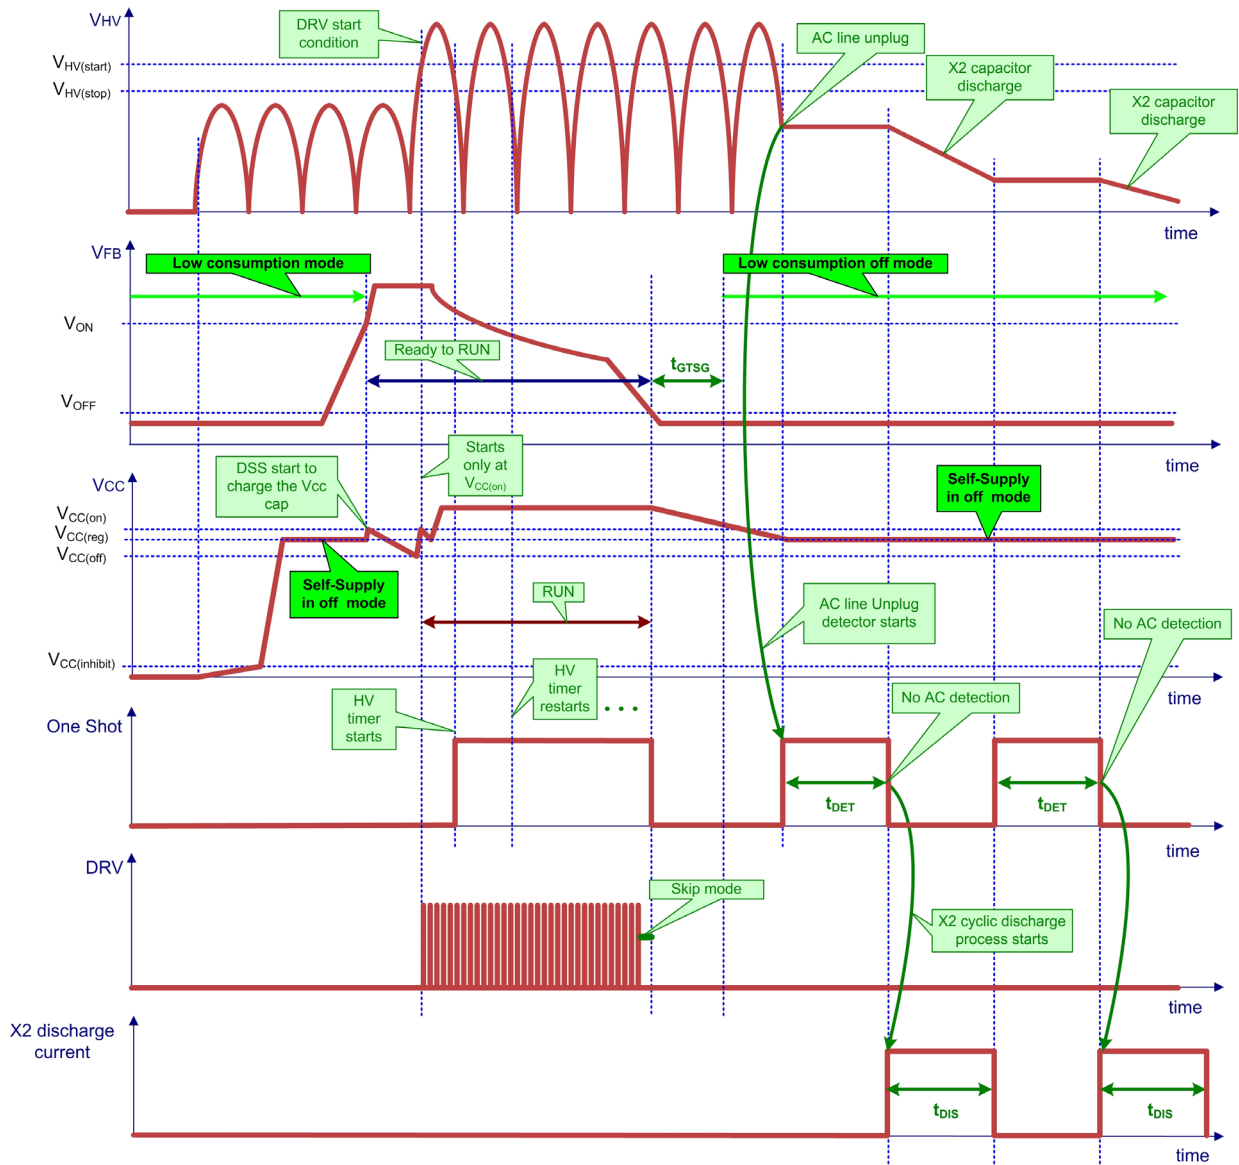 VHV
DRV start
condition
AC line unplug
VHV(start)
VHV(stop)
X2 capacitor
discharge
X2 capacitor
discharge
time
VFB
Low consumption mode
Low consumption off mode
VON
Ready to RUN
tGTSG
VOFF
time
VCC
DSS start to
charge the Vcc
cap
Starts
only at
VCC(on)
Self-Supply
in off mode
VCC(on)
VCC(reg)
VCC(off)
Self-Supply
in off mode
RUN
AC line Unplug
detector starts
No AC detection
VCC(inhibit)
time
One Shot
HV
timer
starts
HV
timer
restarts
. . .
No AC detection
tDET
tDET
time
DRV
Skip mode
X2 cyclic discharge
process starts
time
X2 discharge
current
tDIS
tDIS
time